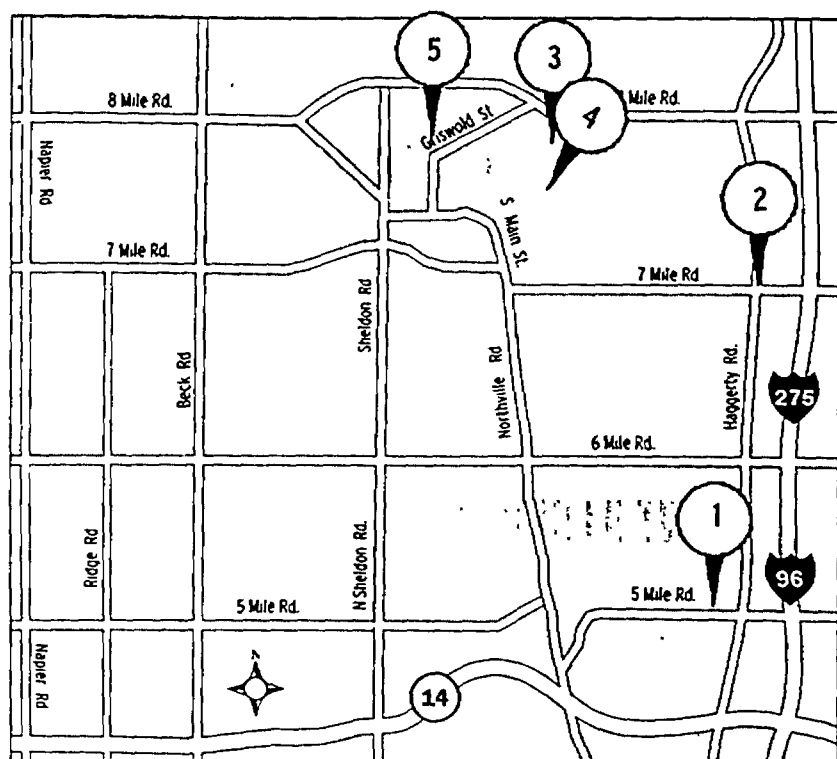 5
3
8 Mile Rd.
Mile Rd.
4
Griswald St
Napier
Rd
2
S Main St.
7 Mile Rd.
7 Mile Rd
Sheldon Rd
Beck Rd
Northville Rd
Haggerty Rd.
275
6 Mile Rd.
1
Ridge Rd
N Sheldon Rd.
96
5 Mile Rd.
5 Mile Rd.
Napier
Rd
N
14